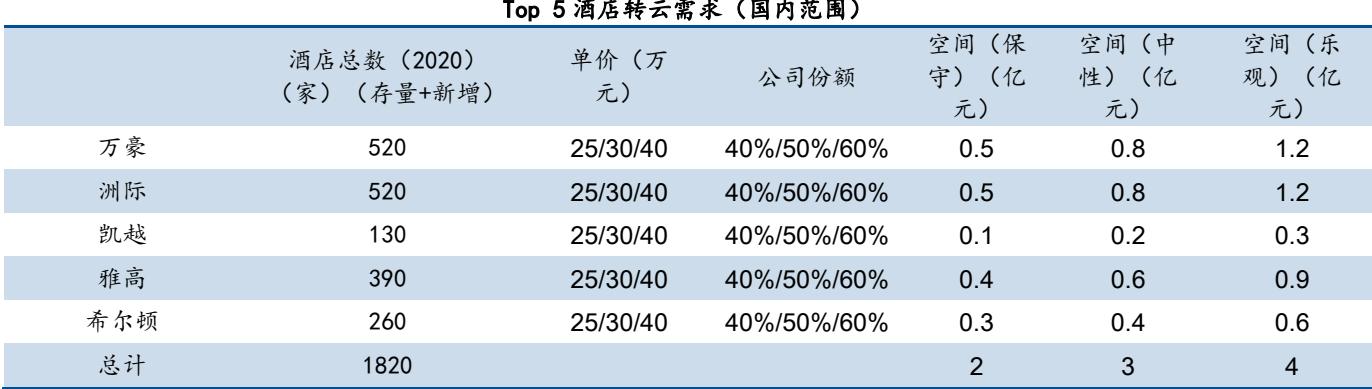 Top 5 酒店转云需求（国内范围）
酒店总数（2020）（家）（存量+新增） 单价（万元） 公司份额 空间（保守）（亿元） 空间（中性）（亿元） 空间（乐观）（亿元）
万豪 520 25/30/40 40%/50%/60% 0.5 0.8 1.2
洲际 520 25/30/40 40%/50%/60% 0.5 0.8 1.2
凯越 130 25/30/40 40%/50%/60% 0.1 0.2 0.3
雅高 390 25/30/40 40%/50%/60% 0.4 0.6 0.9
希尔顿 260 25/30/40 40%/50%/60% 0.3 0.4 0.6
总计 1820 2 3 4